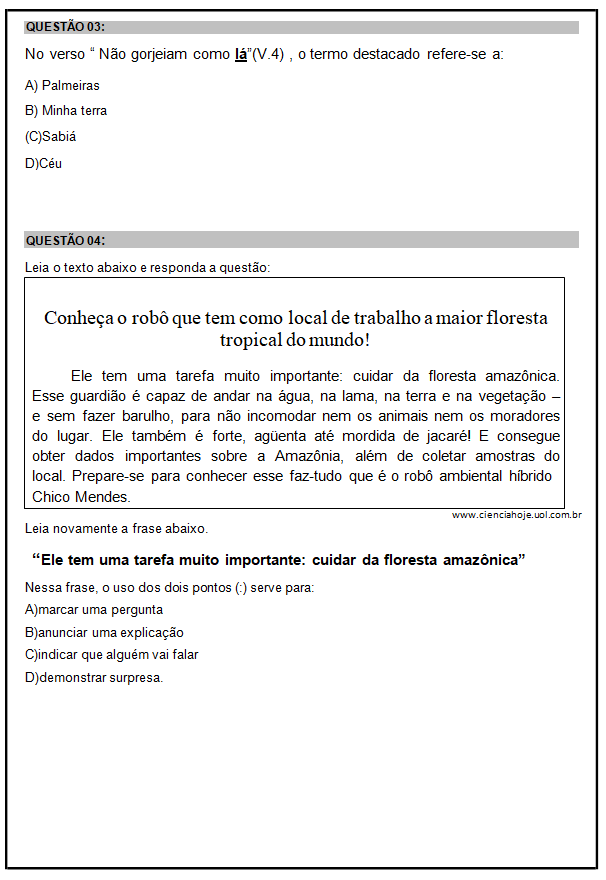 QUESTÃO 03:
No verso “ Não gorjeiam como lá”(V.4) , o termo destacado refere-se a:
A) Palmeiras
B) Minha terra
(C)Sabiá
D)Céu
QUESTÃO 04:
Leia o texto abaixo e responda a questão:
Conheça o robô que tem como local de trabalho a maior floresta
tropical do mundo!
Ele tem uma tarefa muito importante: cuidar da floresta amazônica.
Esse guardião é capaz de andar na água, na lama, na terra e na vegetação –
e sem fazer barulho, para não incomodar nem os animais nem os moradores
do lugar. Ele também é forte, agüenta até mordida de jacaré! E consegue
obter dados importantes sobre a Amazônia, além de coletar amostras do
local. Prepare-se para conhecer esse faz-tudo que é o robô ambiental híbrido
Chico Mendes.
www.cienciahoje.uol.com.br
Leia novamente a frase abaixo.
“Ele tem uma tarefa muito importante: cuidar da floresta amazônica”
Nessa frase, o uso dos dois pontos (:) serve para:
A)marcar uma pergunta
B)anunciar uma explicação
C)indicar que alguém vai falar
D)demonstrar surpresa.